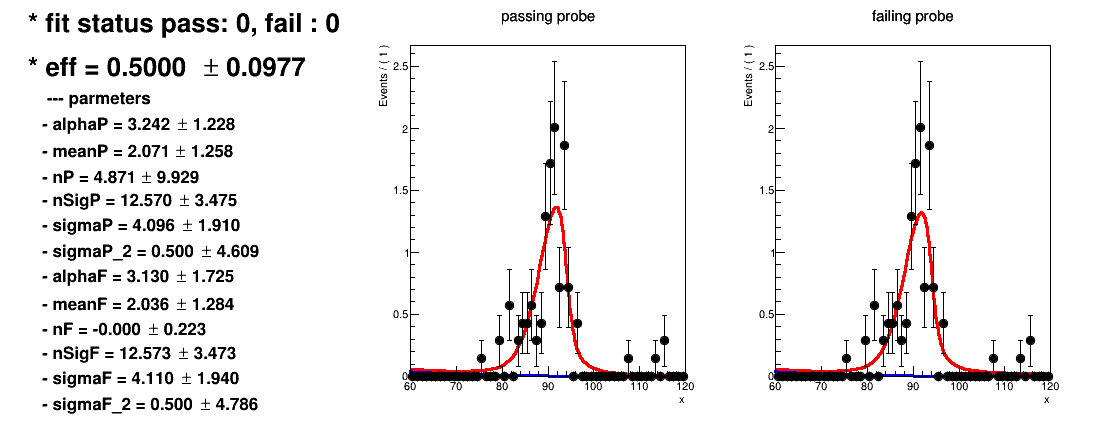 * fit status pass: 0, fail : 0
* eff = 0.5000 ± 0.0977
--- parmeters
- alphaP = 3.242 ± 1.228
- meanP = 2.071 ± 1.258
- nP = 4.871 ± 9.929
- nSigP = 12.570 ± 3.475
- sigmaP = 4.096 ± 1.910
- sigmaP_2 = 0.500 ± 4.609
- alphaF = 3.130 ± 1.725
- meanF = 2.036 ± 1.284
- nF = -0.000 ± 0.223
- nSigF = 12.573 ± 3.473
- sigmaF = 4.110 ± 1.940
- sigmaF_2 = 0.500 ± 4.786
passing probe
Events / ( 1 )
2.5
2
1.5
1
0.5
0
60 70 80 90 100 110 120
x
failing probe
Events / ( 1 )
2.5
2
1.5
1
0.5
0
60 70 80 90 100 110 120
x